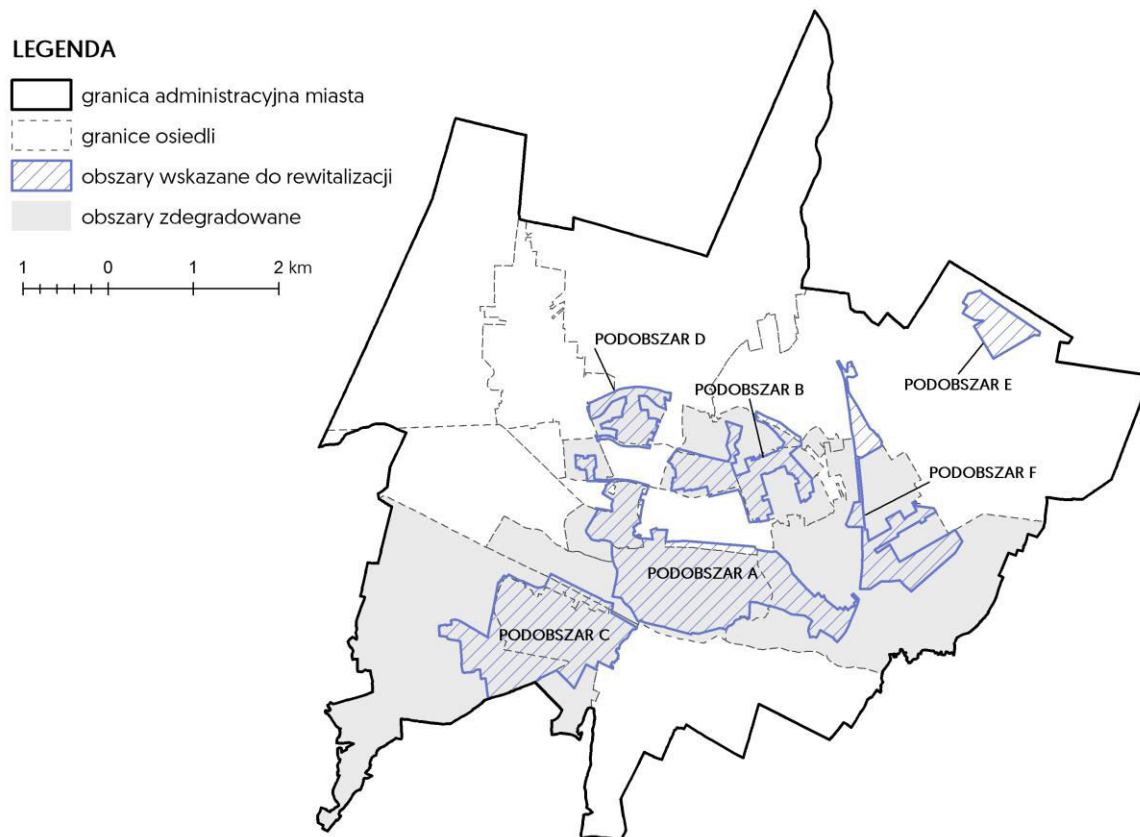 LEGENDA
granica administracyjna miasta
granice osiedli
obszary wskazane do rewitalizacji
obszary zdegradowane
1 0 1 2 km
PODOBSZAR D
PODOBSZAR B
PODOBSZAR E
PODOBSZAR F
PODOBSZAR A
PODOBSZAR C